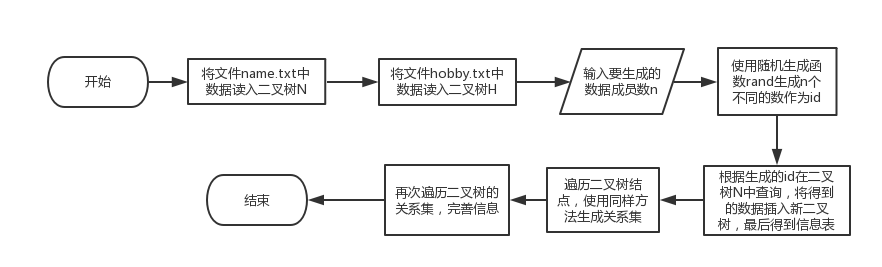 开始
将文件name.txt中
数据读入二叉树N
将文件hobby.txt中
数据读入二叉树H
输入要生成的
数据成员数n
使用随机生成函
数rand生成n个
不同的数作为id
根据生成的id在二叉
树N中查询，将得到
的数据插入新二叉
树，最后得到信息表
遍历二叉树结
点，使用同样方
法生成关系集
再次遍历二叉树的
关系集，完善信息
结束